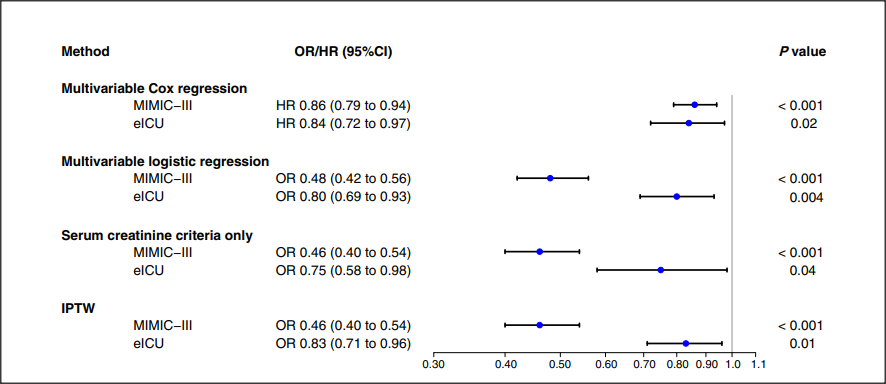 Method OR/HR (95%CI) P value
Multivariable Cox regression
MIMIC−III HR 0.86 (0.79 to 0.94) < 0.001
eICU HR 0.84 (0.72 to 0.97) 0.02
Multivariable logistic regression
MIMIC−III OR 0.48 (0.42 to 0.56) < 0.001
eICU OR 0.80 (0.69 to 0.93) 0.004
Serum creatinine criteria only
MIMIC−III OR 0.46 (0.40 to 0.54) < 0.001
eICU OR 0.75 (0.58 to 0.98) 0.04
IPTW
MIMIC−III OR 0.46 (0.40 to 0.54) < 0.001
eICU OR 0.83 (0.71 to 0.96) 0.01
0.30 0.40 0.50 0.60 0.70 0.80 0.90 1.0 1.1